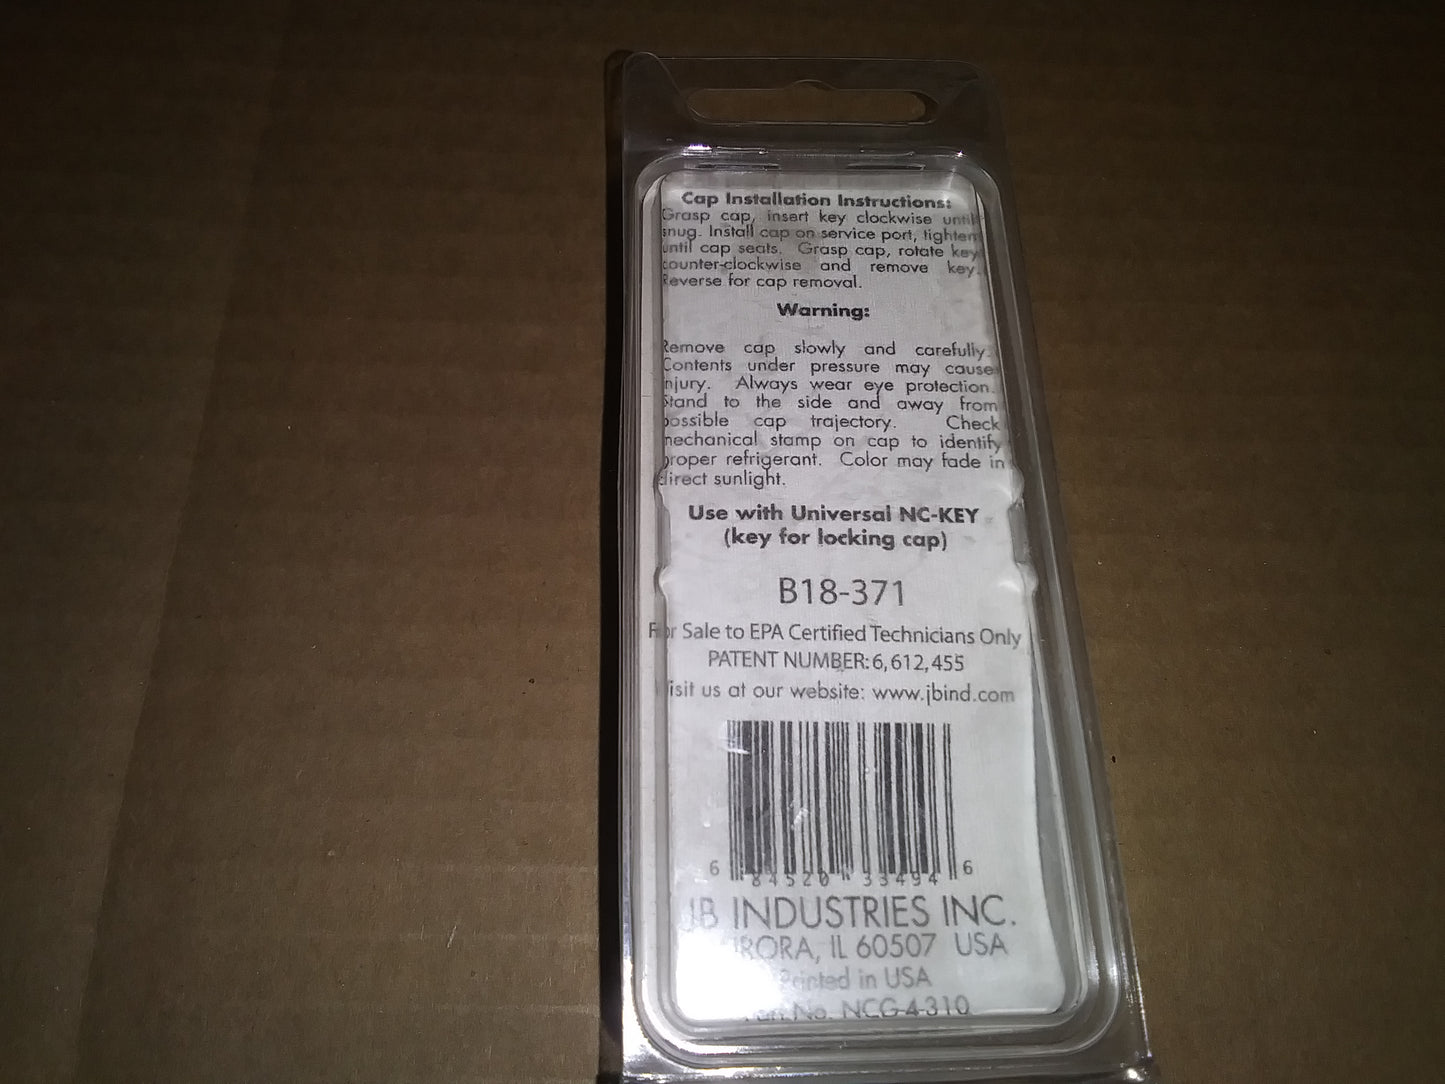 Cap Installation Instructions:
Grasp cap, insert key clockwise until
snug. Install cap on service port, tighten
until cap seats. Grasp cap, rotate key
counter-clockwise and remove key.
Reverse for cap removal.
Warning:
Remove cap slowly and carefully.
Contents under pressure may cause
injury. Always wear eye protection.
Stand to the side and away from
possible cap trajectory. Check
mechanical stamp on cap to identify
proper refrigerant. Color may fade in
direct sunlight.
Use with Universal NC-KEY
(key for locking cap)
B18-371
For Sale to EPA Certified Technicians Only
PATENT NUMBER: 6,612,455
Visit us at our website: www.jbind.com
6 84520 33494 6
JB INDUSTRIES INC.
RORA, IL 60507 USA
Printed in USA
Part No. NCG-4-310